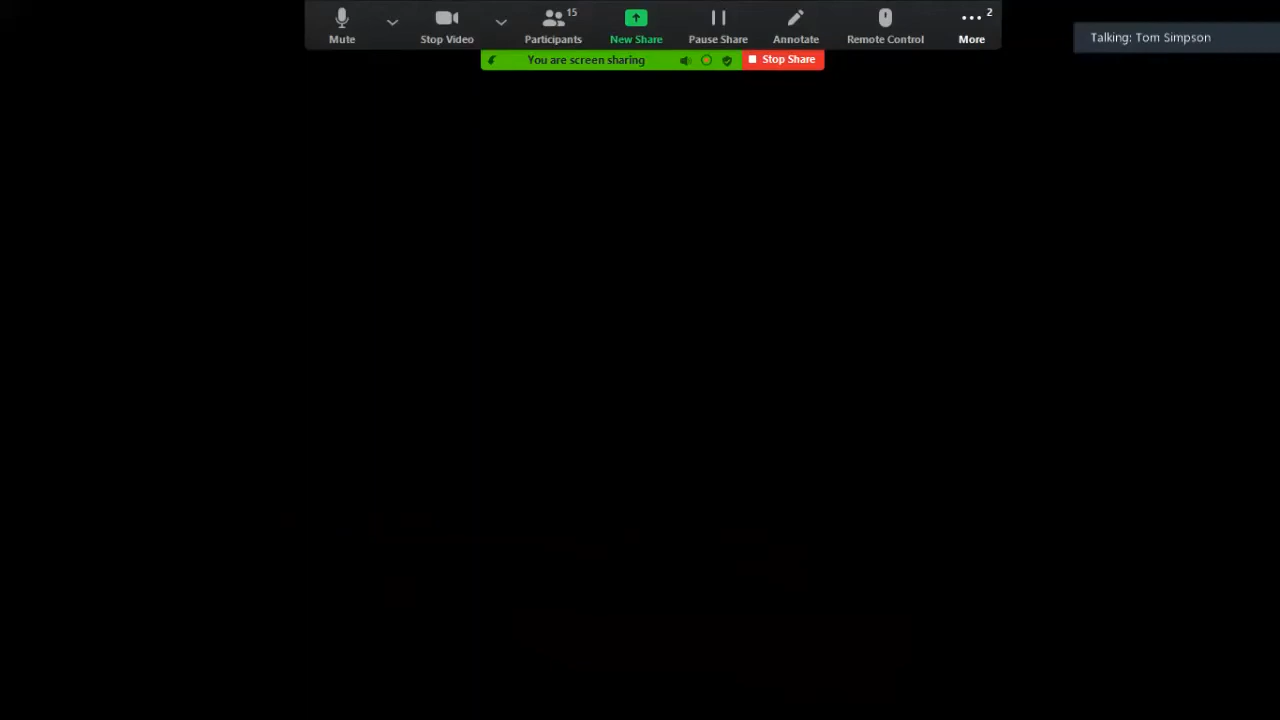 15
2
Mute
Stop Video
Participants
New Share
Pause Share
Annotate
Remote Control
More
Talking: Tom Simpson
You are screen sharing
Stop Share